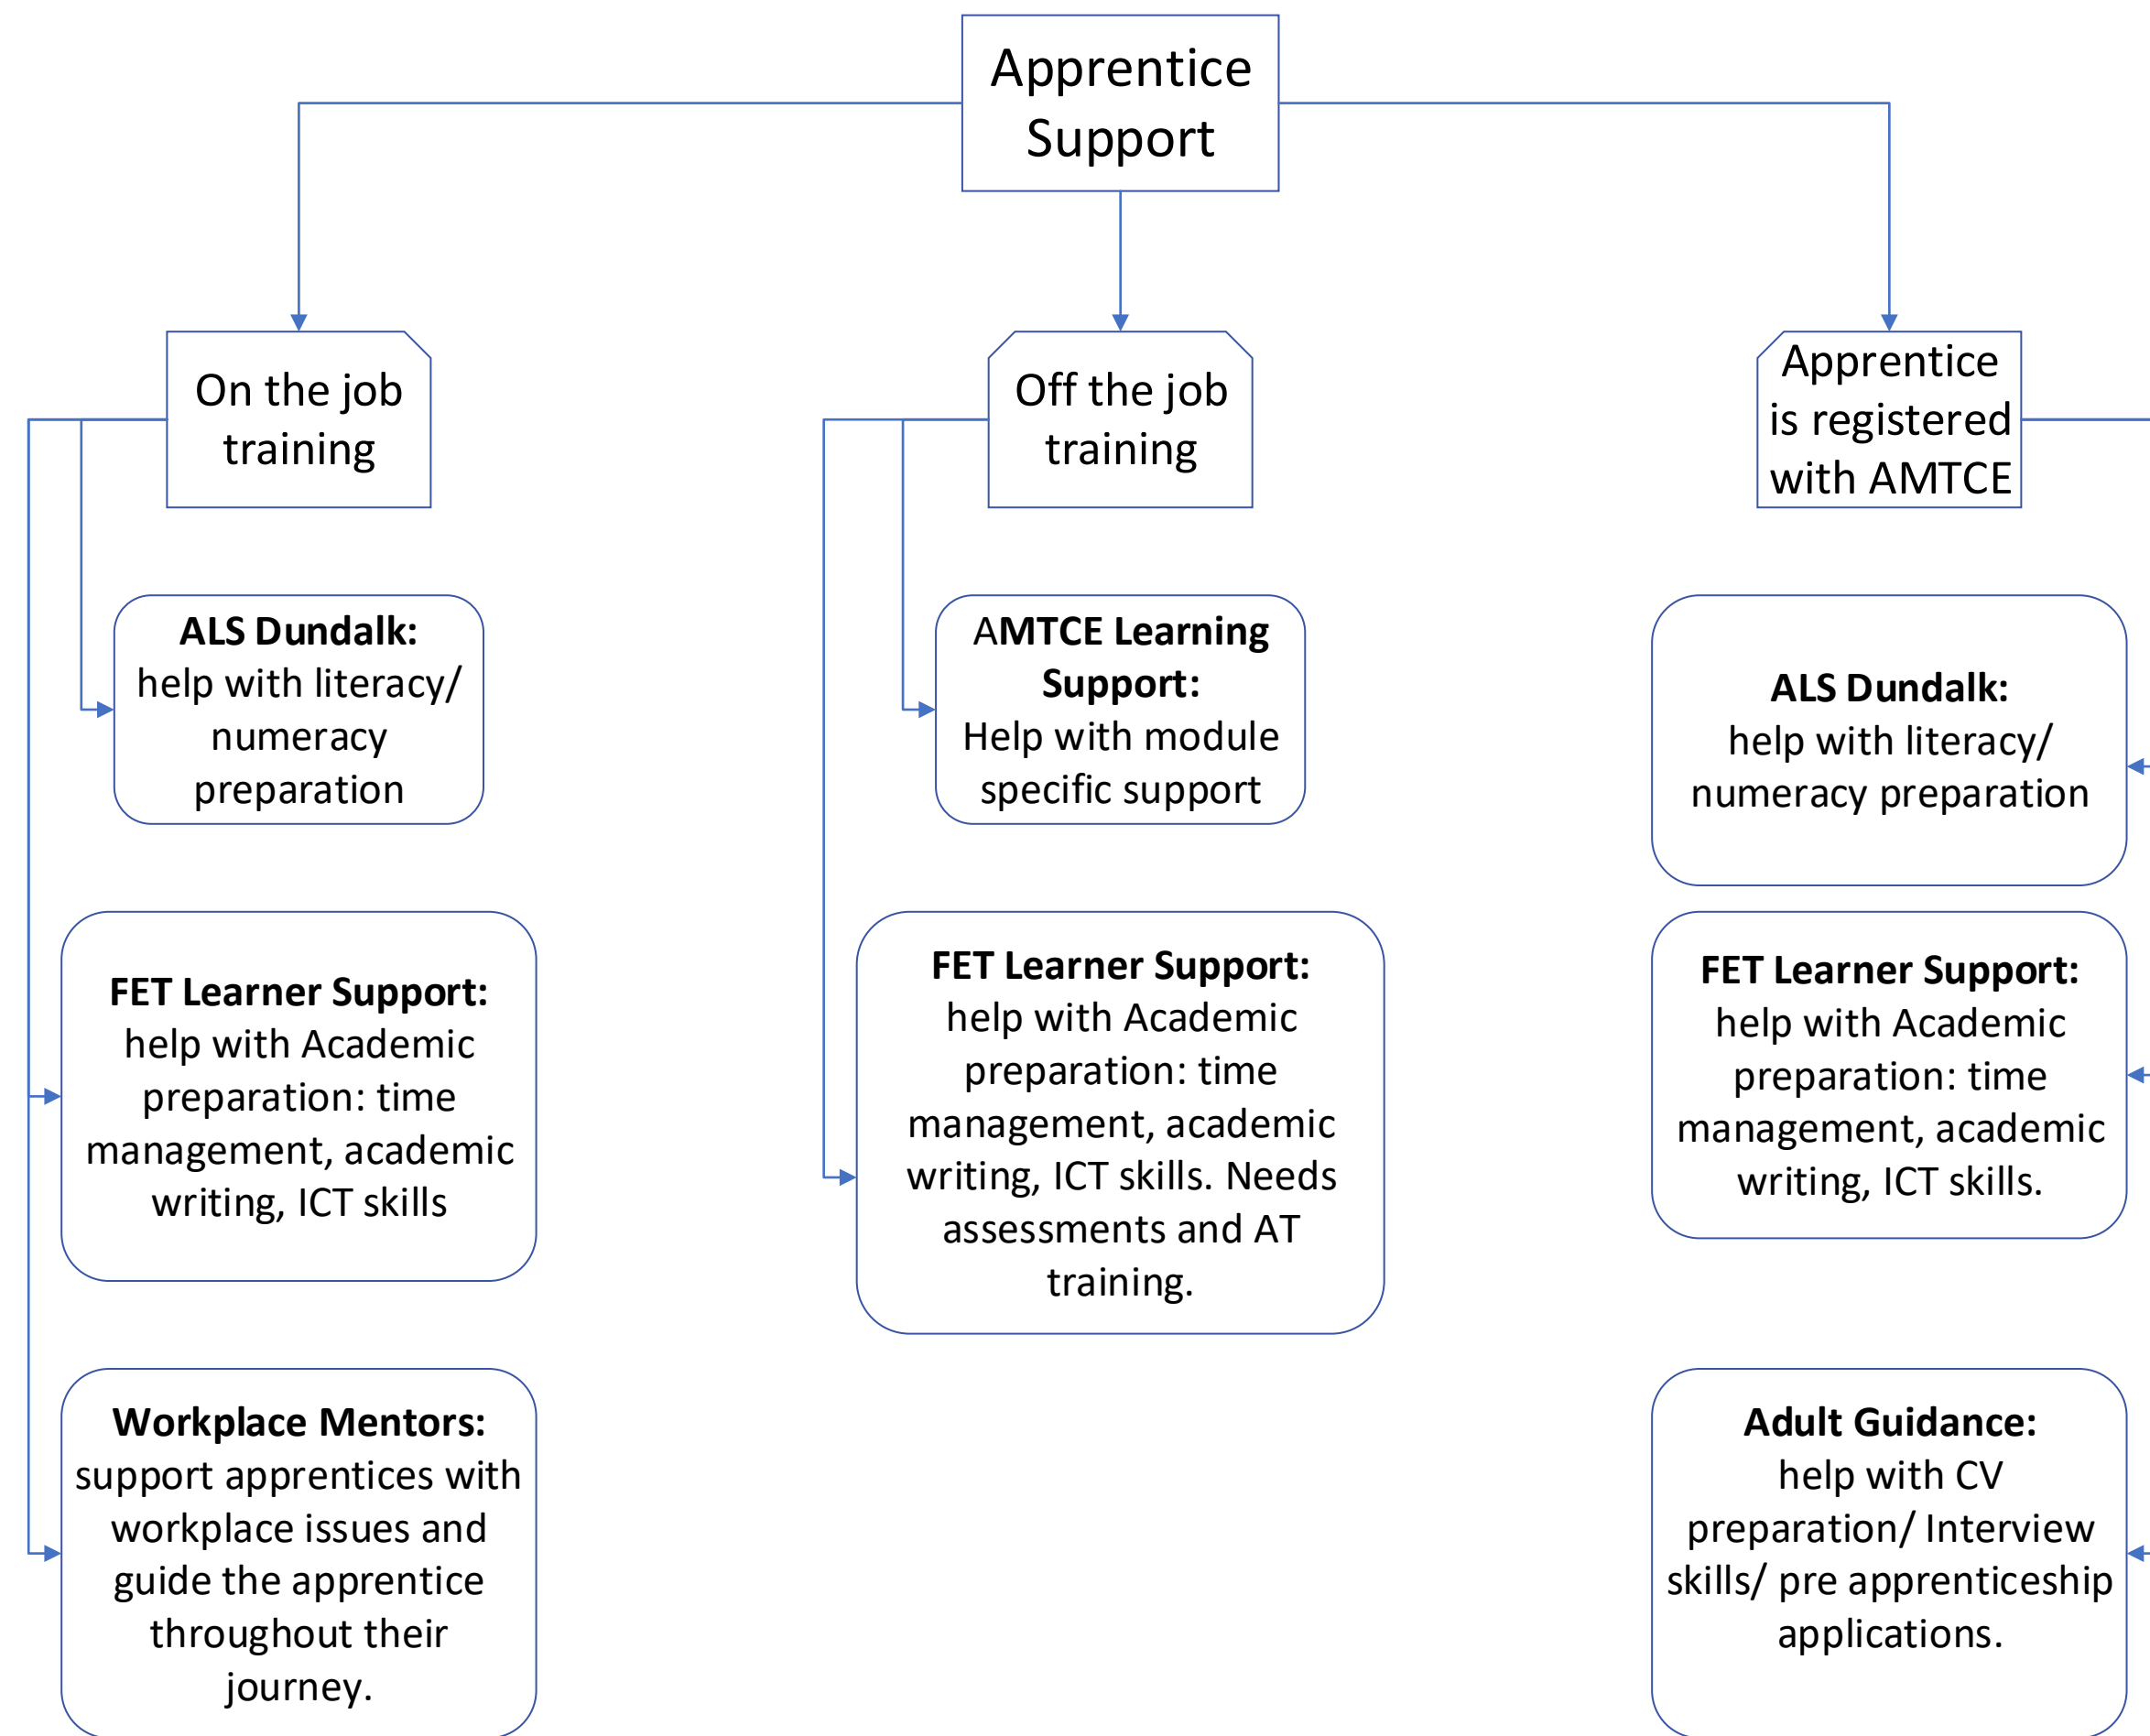 Apprentice
Support
On the job
training
Off the job
training
Apprentice
is registered
with AMTCE
ALS Dundalk:
help with literacy/
numeracy
preparation
FET Learner Support:
help with Academic
preparation: time
management, academic
writing, ICT skills
Workplace Mentors:
support apprentices with
workplace issues and
guide the apprentice
throughout their
journey.
AMTCE Learning
Support:
Help with module
specific support
FET Learner Support:
help with Academic
preparation: time
management, academic
writing, ICT skills. Needs
assessments and AT
training.
ALS Dundalk:
help with literacy/
numeracy preparation
FET Learner Support:
help with Academic
preparation: time
management, academic
writing, ICT skills.
Adult Guidance:
help with CV
preparation/ Interview
skills/ pre apprenticeship
applications.